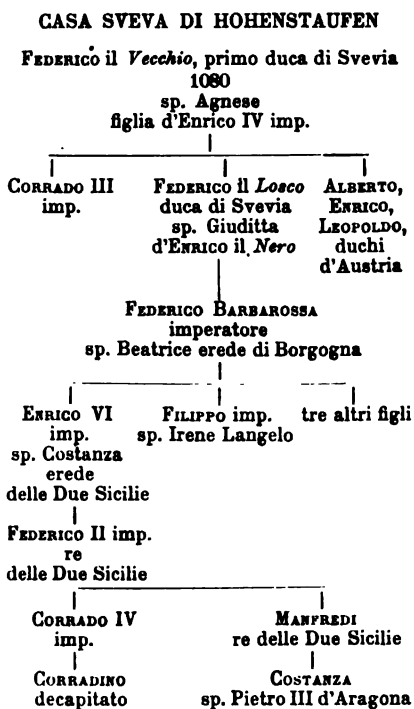 CASA SVEVA DI HOHENSTAUFEN
FEDERICO il Vecchio, primo duca di Svevia
1080
sp. Agnese
figlia d'Enrico IV imp.
CORRADO III
imp.
FEDERICO il Losco
duca di Svevia
sp. Giuditta
d'ENRICO il Nero
ALBERTO,
ENRICO,
LEOPOLDO,
duchi
d'Austria
FEDERICO BARBAROSSA
imperatore
sp. Beatrice erede di Borgogna
ENRICO VI
imp.
sp. Costanza
erede
delle Due Sicilie
FILIPPO imp.
sp. Irene Langelo
tre altri figli
FEDERICO II imp.
re
delle Due Sicilie
CORRADO IV
imp.
MANFREDI
re delle Due Sicilie
CORRADINO
decapitato
COSTANZA
sp. Pietro III d'Aragona